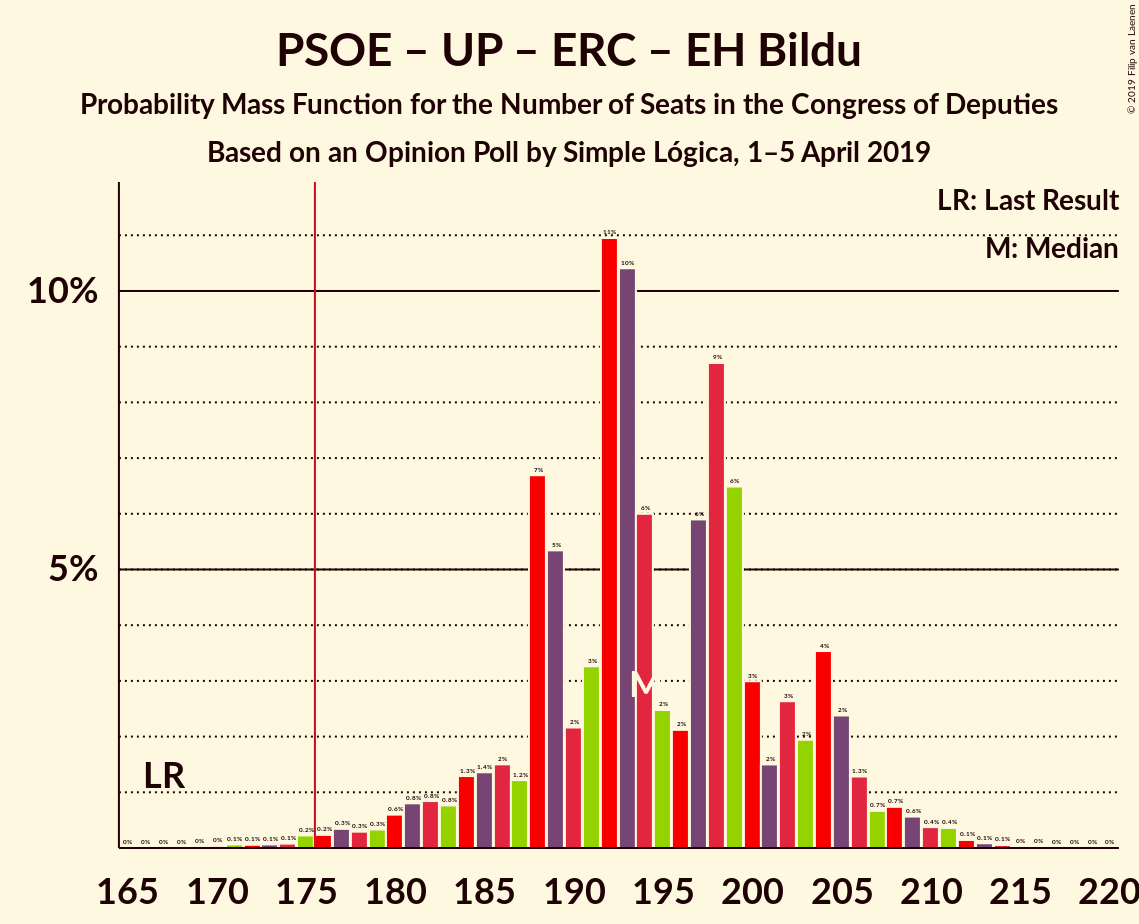 PSOE – UP – ERC – EH Bildu
Probability Mass Function for the Number of Seats in the Congress of Deputies
Based on an Opinion Poll by Simple Lógica, 1–5 April 2019
© 2019 Filip van Laenen
LR: Last Result
M: Median
10%
5%
LR
M
0% 0% 0% 0% 0% 0% 0.1% 0.1% 0.1% 0.1% 0.2% 0.2% 0.3% 0.3% 0.3% 0.6% 0.8% 0.8% 0.8% 1.3% 1.4% 2% 1.2% 7% 5% 2% 3% 11% 10% 6% 2% 2% 6% 9% 6% 3% 2% 3% 2% 4% 2% 1.3% 0.7% 0.7% 0.6% 0.4% 0.4% 0.1% 0.1% 0.1% 0% 0% 0% 0% 0% 0%
165 170 175 180 185 190 195 200 205 210 215 220